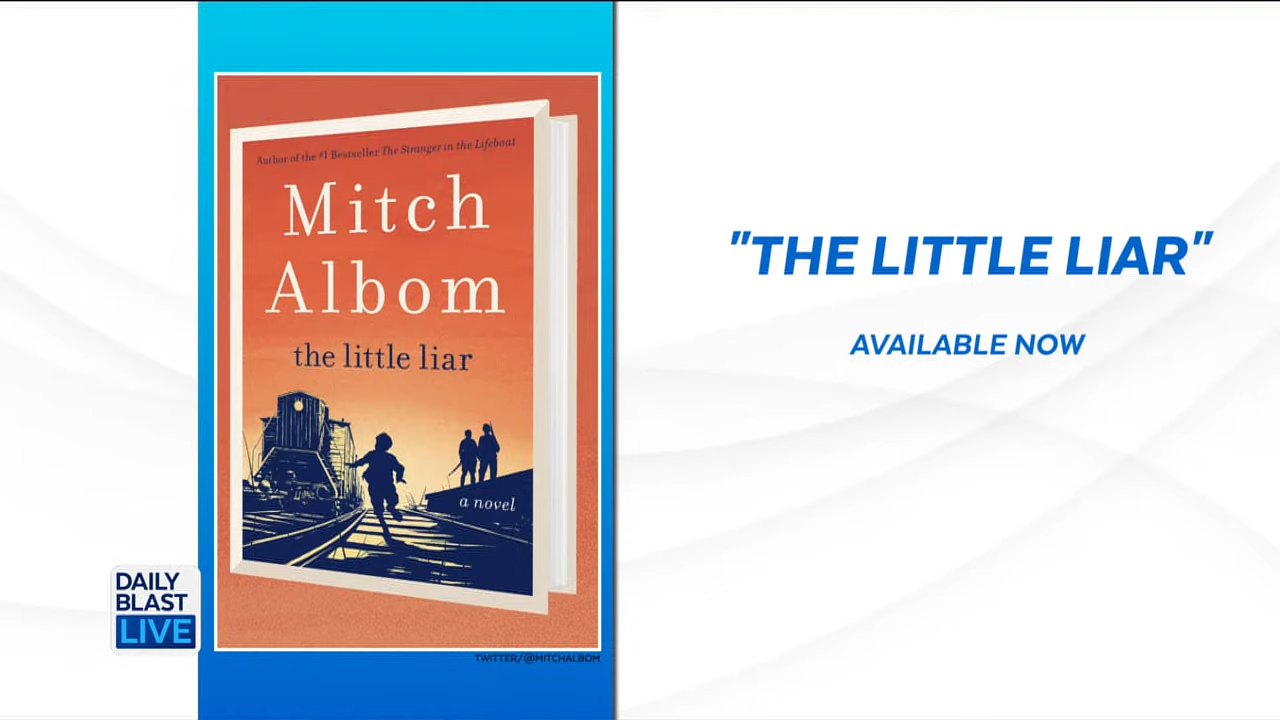 Author of the #1 Bestseller The Stranger in the Lifeboat
Mitch
Albom
the little liar
a novel
"THE LITTLE LIAR"
AVAILABLE NOW
DAILY
BLAST
LIVE
TWITTER/@MITCHALBOM